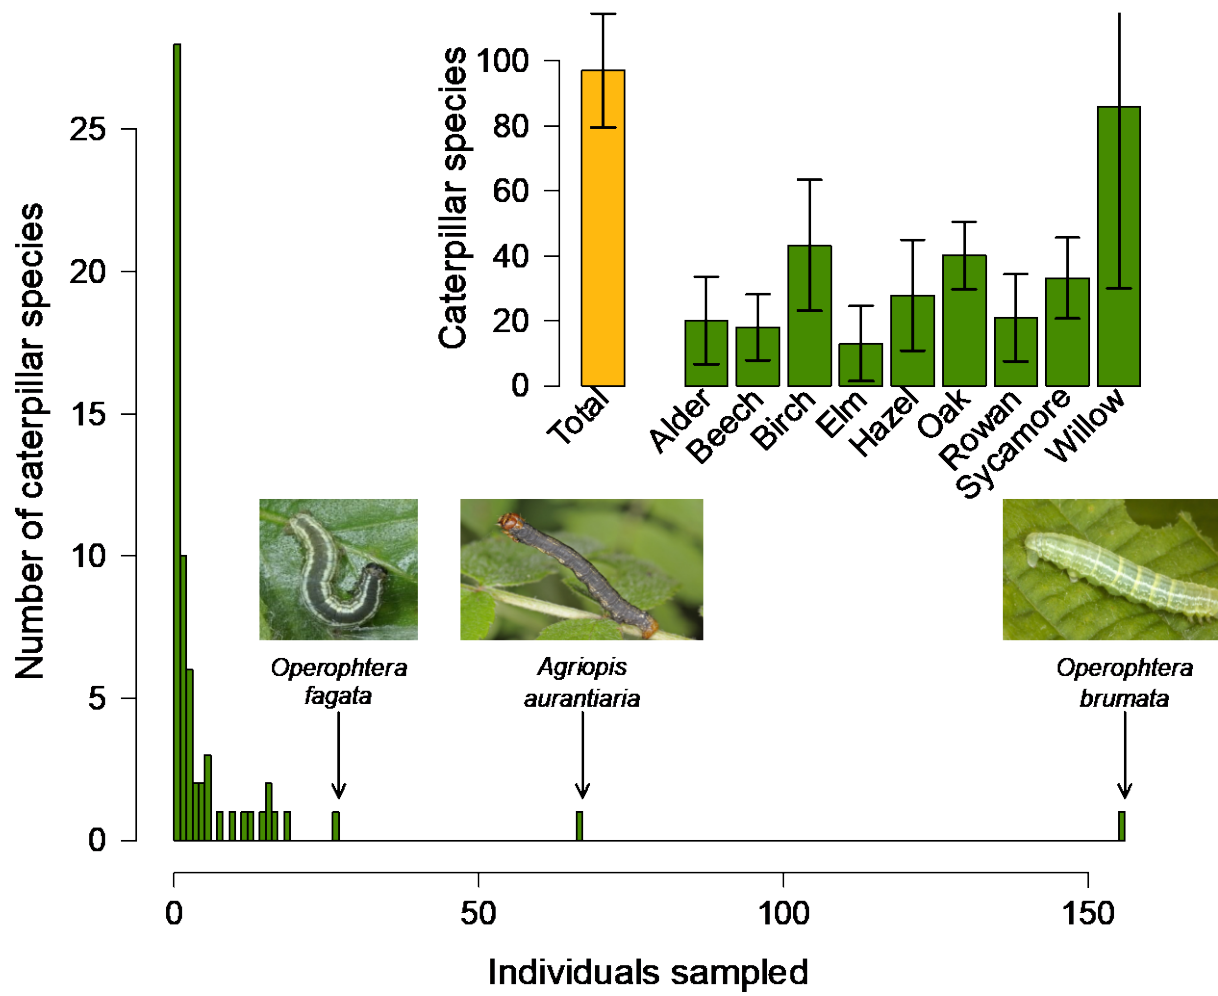 Number of caterpillar species
25
20
15
10
5
0
Caterpillar species
100
80
60
40
20
0
Total
Alder
Beech
Birch
Elm
Hazel
Oak
Rowan
Sycamore
Willow
Operophtera
fagata
Agriopis
aurantiaria
Operophtera
brumata
0
50
100
150
Individuals sampled